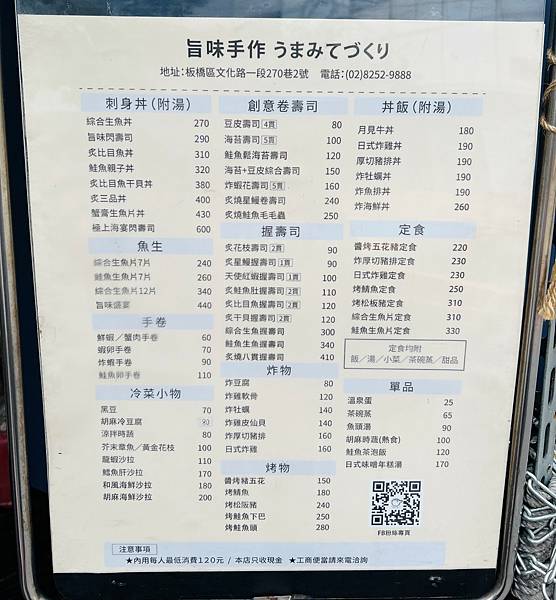 旨味手作 うまみてづくり
地址:板橋區文化路一段270巷2號 電話:(02)8252-9888
刺身丼(附湯)
綜合生魚丼 270
旨味閃壽司 290
炙比目魚丼 310
鮭魚親子丼 320
炙比目魚干貝丼 380
炙三品丼 400
蟹膏生魚片丼 430
極上海宴閃壽司 600
魚生
綜合生魚片7片 240
鮭魚生魚片7片 260
綜合生魚片12片 340
旨味盛宴 440
手卷
鮮蝦/蟹肉手卷 60
蝦卵手卷 70
炸蝦手卷 90
鮭魚卵手卷 110
冷菜小物
黑豆 70
胡麻冷豆腐 80
涼拌時蔬 80
芥末章魚/黃金花枝 100
龍蝦沙拉 110
鱈魚肝沙拉 170
和風海鮮沙拉 180
胡麻海鮮沙拉 200
創意卷壽司
豆皮壽司 4貫 80
海苔壽司 5貫 100
鮭魚鬆海苔壽司 120
海苔+豆皮綜合壽司 150
炸蝦花壽司 5貫 160
炙燒星鰻卷壽司 240
炙燒鮭魚毛毛蟲 250
握壽司
炙花枝壽司 2貫 90
炙星鰻握壽司 1貫 90
天使紅蝦握壽司 1貫 100
炙鮭魚肚握壽司 2貫 110
炙比目魚握壽司 2貫 120
炙干貝握壽司 2貫 120
綜合生魚握壽司 300
鮭魚生魚握壽司 340
炙燒八貫握壽司 410
炸物
炸豆腐 80
炸雞軟骨 120
炸牡蠣 140
炸雞皮仙貝 140
炸厚切豬排 160
日式炸雞 160
烤物
醬烤豬五花 150
烤鯖魚 180
烤松阪豬 240
烤鮭魚下巴 250
烤鮭魚頭 280
丼飯(附湯)
月見牛丼 180
日式炸雞丼 190
厚切豬排丼 190
炸牡蠣丼 190
炸魚排丼 190
炸海鮮丼 260
定食
醬烤五花豬定食 220
炸厚切豬排定食 230
日式炸雞定食 230
烤鯖魚定食 250
烤松板豬定食 310
綜合生魚片定食 310
鮭魚生魚片定食 330
定食均附
飯/湯/小菜/茶碗蒸/甜品
單品
溫泉蛋 25
茶碗蒸 65
魚頭湯 90
胡麻時蔬(熱食) 100
鮭魚茶泡飯 120
日式味噌年糕湯 170
FB粉絲專頁
注意事項
★內用每人最低消費120元 / 本店只收現金 ★工商便當請來電洽詢